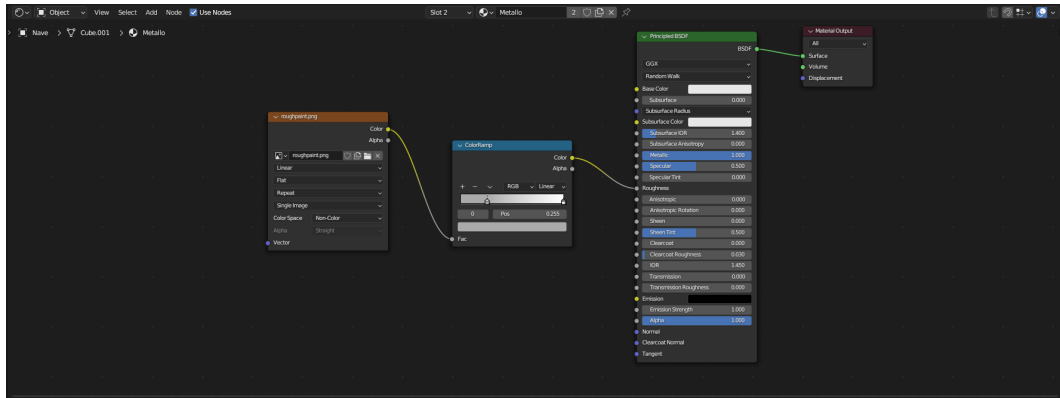 Object View Select Add Node Use Nodes Slot 2 Metallo 2
Nave > Cube.001 > Metallo
roughpaint.png
Color
Alpha
roughpaint.png
Linear
Flat
Repeat
Single Image
Color Space Non-Color
Alpha Straight
Vector
ColorRamp
Color
Alpha
+ − RGB Linear
0 Pos 0.255
Fac
Principled BSDF
BSDF
GGX
Random Walk
Base Color
Subsurface 0.000
Subsurface Radius
Subsurface Color
Subsurface IOR 1.400
Subsurface Anisotropy 0.000
Metallic 1.000
Specular 0.500
Specular Tint 0.000
Roughness
Anisotropic 0.000
Anisotropic Rotation 0.000
Sheen 0.000
Sheen Tint 0.500
Clearcoat 0.000
Clearcoat Roughness 0.030
IOR 1.450
Transmission 0.000
Transmission Roughness 0.000
Emission
Emission Strength 1.000
Alpha 1.000
Normal
Clearcoat Normal
Tangent
Material Output
All
Surface
Volume
Displacement